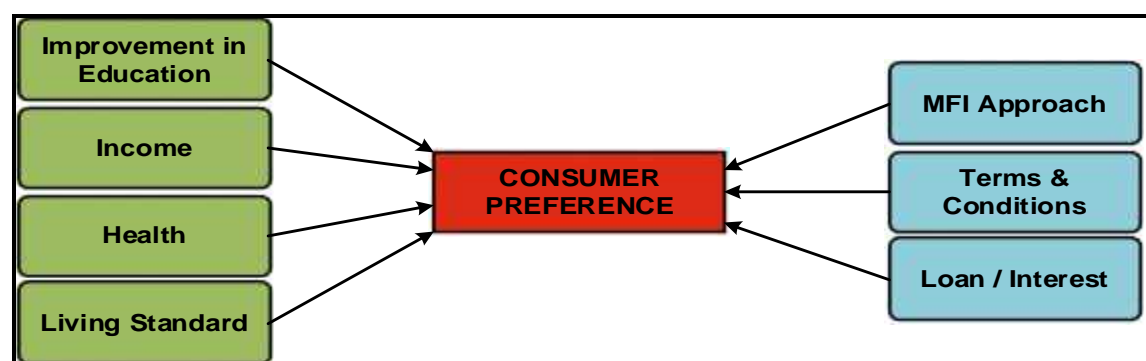 Improvement in
Education
Income
Health
Living Standard
CONSUMER
PREFERENCE
MFI Approach
Terms &
Conditions
Loan / Interest